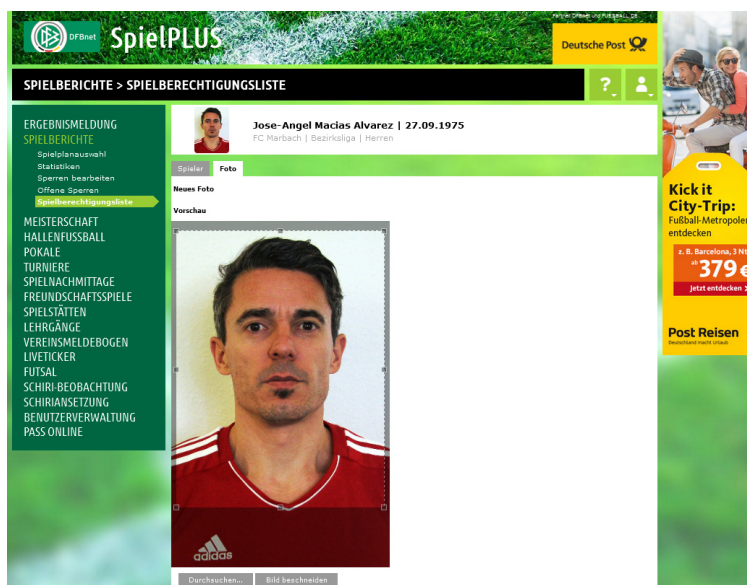 Partner DFBnet und FUSSBALL.DE
DFBnet
SpielPLUS
Deutsche Post
SPIELBERICHTE > SPIELBERECHTIGUNGSLISTE
?
ERGEBNISMELDUNG
SPIELBERICHTE
Spielplanauswahl
Statistiken
Sperren bearbeiten
Offene Sperren
Spielberechtigungsliste
MEISTERSCHAFT
HALLENFUSSBALL
POKALE
TURNIERE
SPIELNACHMITTAGE
FREUNDSCHAFTSSPIELE
SPIELSTÄTTEN
LEHRGÄNGE
VEREINSMELDEBOGEN
LIVETICKER
FUTSAL
SCHIRI-BEOBACHTUNG
SCHIRIANSETZUNG
BENUTZERVERWALTUNG
PASS ONLINE
Jose-Angel Macias Alvarez | 27.09.1975
FC Marbach | Bezirksliga | Herren
Spieler Foto
Neues Foto
Vorschau
adidas
Durchsuchen... Bild beschneiden
Kick it
City-Trip:
Fußball-Metropolen
entdecken
z. B. Barcelona, 3 Nt
ab 379 €
Jetzt entdecken
Post Reisen
Deutschland macht Urlaub